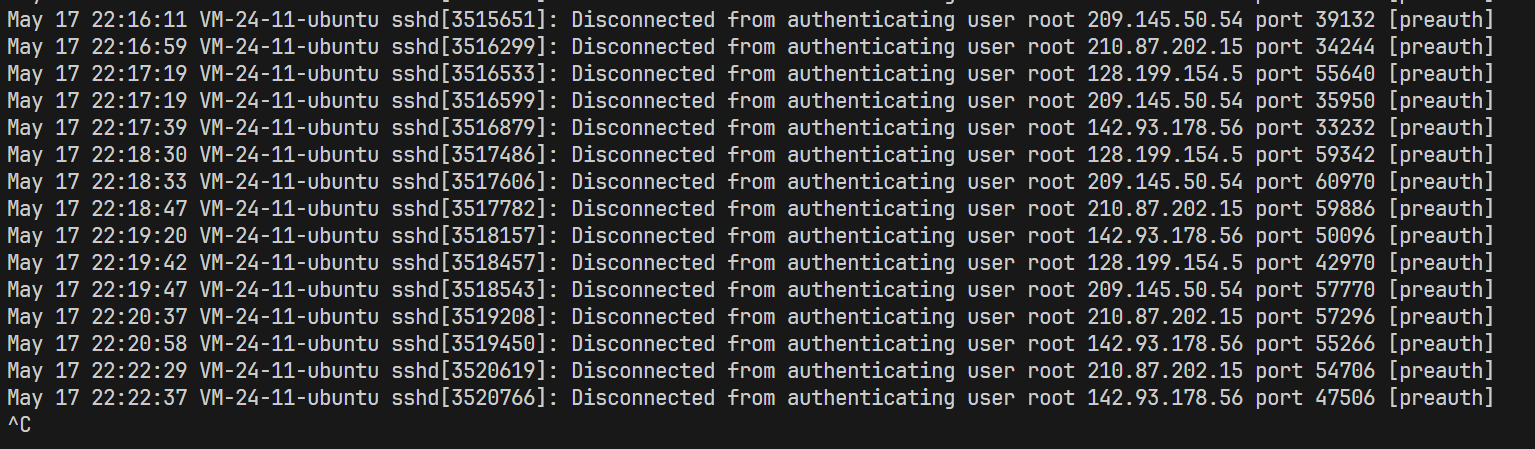 May 17 22:16:11 VM-24-11-ubuntu sshd[3515651]: Disconnected from authenticating user root 209.145.50.54 port 39132 [preauth]
May 17 22:16:59 VM-24-11-ubuntu sshd[3516299]: Disconnected from authenticating user root 210.87.202.15 port 34244 [preauth]
May 17 22:17:19 VM-24-11-ubuntu sshd[3516533]: Disconnected from authenticating user root 128.199.154.5 port 55640 [preauth]
May 17 22:17:19 VM-24-11-ubuntu sshd[3516599]: Disconnected from authenticating user root 209.145.50.54 port 35950 [preauth]
May 17 22:17:39 VM-24-11-ubuntu sshd[3516879]: Disconnected from authenticating user root 142.93.178.56 port 33232 [preauth]
May 17 22:18:30 VM-24-11-ubuntu sshd[3517486]: Disconnected from authenticating user root 128.199.154.5 port 59342 [preauth]
May 17 22:18:33 VM-24-11-ubuntu sshd[3517606]: Disconnected from authenticating user root 209.145.50.54 port 60970 [preauth]
May 17 22:18:47 VM-24-11-ubuntu sshd[3517782]: Disconnected from authenticating user root 210.87.202.15 port 59886 [preauth]
May 17 22:19:20 VM-24-11-ubuntu sshd[3518157]: Disconnected from authenticating user root 142.93.178.56 port 50096 [preauth]
May 17 22:19:42 VM-24-11-ubuntu sshd[3518457]: Disconnected from authenticating user root 128.199.154.5 port 42970 [preauth]
May 17 22:19:47 VM-24-11-ubuntu sshd[3518543]: Disconnected from authenticating user root 209.145.50.54 port 57770 [preauth]
May 17 22:20:37 VM-24-11-ubuntu sshd[3519208]: Disconnected from authenticating user root 210.87.202.15 port 57296 [preauth]
May 17 22:20:58 VM-24-11-ubuntu sshd[3519450]: Disconnected from authenticating user root 142.93.178.56 port 55266 [preauth]
May 17 22:22:29 VM-24-11-ubuntu sshd[3520619]: Disconnected from authenticating user root 210.87.202.15 port 54706 [preauth]
May 17 22:22:37 VM-24-11-ubuntu sshd[3520766]: Disconnected from authenticating user root 142.93.178.56 port 47506 [preauth]
^C